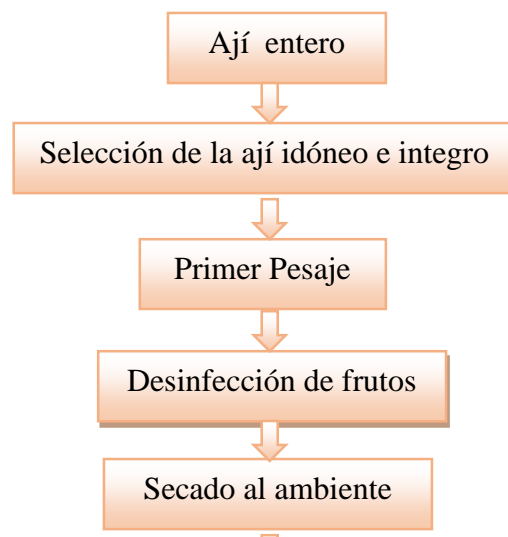 Ají entero
Selección de la ají idóneo e integro
Primer Pesaje
Desinfección de frutos
Secado al ambiente